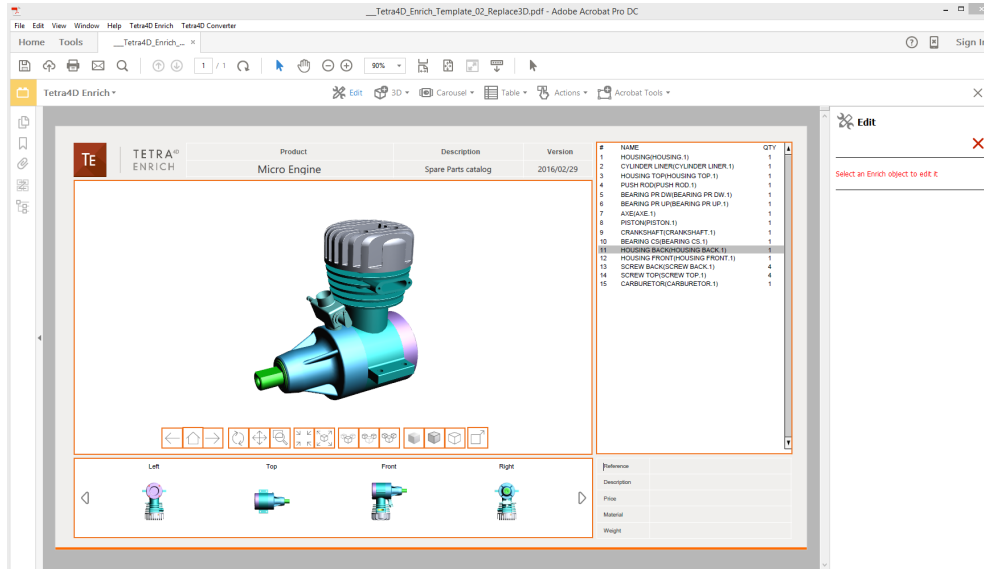 __Tetra4D_Enrich_Template_02_Replace3D.pdf - Adobe Acrobat Pro DC
File Edit View Window Help Tetra4D Enrich Tetra4D Converter
Home Tools __Tetra4D_Enrich_... × ? Sign In
1 / 1 90%
Tetra4D Enrich Edit 3D Carousel Table Actions Acrobat Tools
Edit
Select an Enrich object to edit it
TE TETRA4D ENRICH
Product Description Version
Micro Engine Spare Parts catalog 2016/02/29
# NAME QTY
1 HOUSING(HOUSING.1) 1
2 CYLINDER LINER(CYLINDER LINER.1) 1
3 HOUSING TOP(HOUSING TOP.1) 1
4 PUSH ROD(PUSH ROD.1) 1
5 BEARING PR DW(BEARING PR DW.1) 1
6 BEARING PR UP(BEARING PR UP.1) 1
7 AXE(AXE.1) 1
8 PISTON(PISTON.1) 1
9 CRANKSHAFT(CRANKSHAFT.1) 1
10 BEARING CS(BEARING CS.1) 1
11 HOUSING BACK(HOUSING BACK.1) 1
12 HOUSING FRONT(HOUSING FRONT.1) 1
13 SCREW BACK(SCREW BACK.1) 4
14 SCREW TOP(SCREW TOP.1) 4
15 CARBURETOR(CARBURETOR.1) 1
Left Top Front Right
Reference
Description
Price
Material
Weight